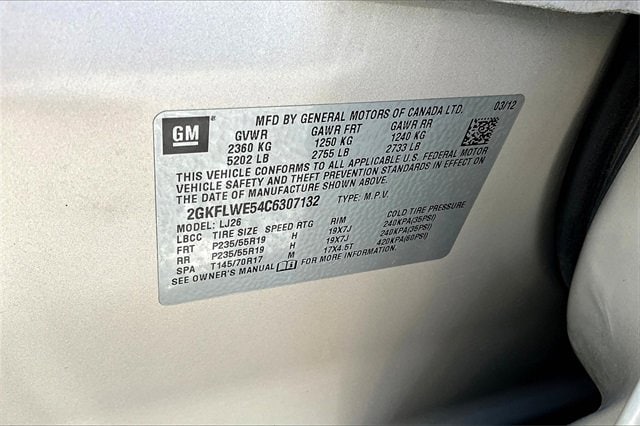 GM
MFD BY GENERAL MOTORS OF CANADA LTD. 03/12
GVWR GAWR FRT GAWR RR
2360 KG 1250 KG 1240 KG
5202 LB 2755 LB 2733 LB
THIS VEHICLE CONFORMS TO ALL APPLICABLE U.S. FEDERAL MOTOR
VEHICLE SAFETY AND THEFT PREVENTION STANDARDS IN EFFECT ON
THE DATE OF MANUFACTURE SHOWN ABOVE.
2GKFLWE54C6307132 TYPE: M.P.V.
MODEL: LJ26
LBCC TIRE SIZE SPEED RTG RIM COLD TIRE PRESSURE
FRT P235/55R19 H 19X7J 240KPA(35PSI)
RR P235/55R19 H 19X7J 240KPA(35PSI)
SPA T145/70R17 M 17X4.5T 420KPA(60PSI)
SEE OWNER'S MANUAL FOR MORE INFORMATION.